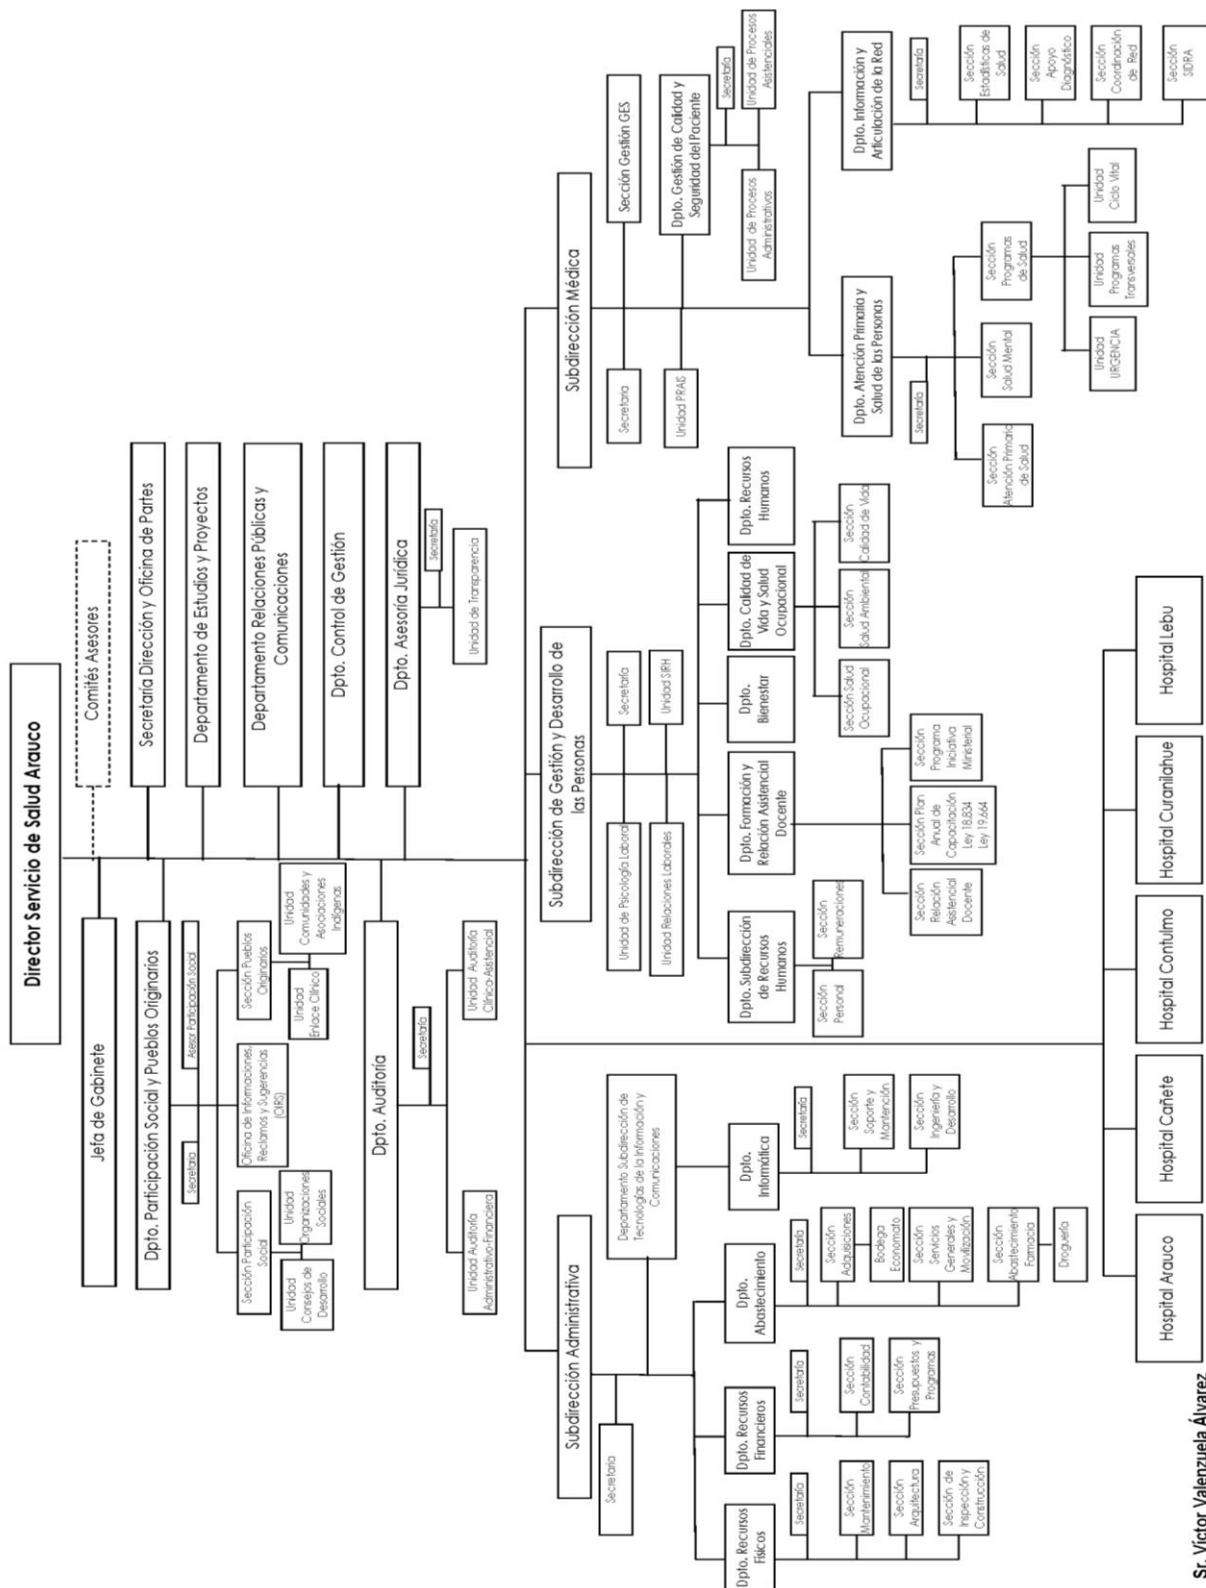 Director Servicio de Salud Arauco
Jefa de Gabinete
Comités Asesores
Secretaría Dirección y Oficina de Partes
Dpto. Participación Social y Pueblos Originarios
Secretaria
Asesor Participación Social
Sección Participación
Social
Unidad
Consejos de
Desarrollo
Unidad
Organizaciones
Sociales
Oficina de Informaciones,
Reclamos y Sugerencias
(OIRS)
Sección Pueblos
Originarios
Unidad
Enlace Clínico
Unidad
Comunidades y
Asociaciones
Indígenas
Departamento de Estudios y Proyectos
Departamento Relaciones Públicas y
Comunicaciones
Dpto. Control de Gestión
Dpto. Auditoría
Secretaría
Unidad Auditoría
Administrativo-Financiera
Unidad Auditoría
Clínico-Asistencial
Dpto. Asesoría Jurídica
Secretaría
Unidad de Transparencia
Subdirección Administrativa
Secretaria
Departamento Subdirección de
Tecnologías de la Información y
Comunicaciones
Dpto. Recursos
Físicos
Secretaría
Sección
Mantenimiento
Sección
Arquitectura
Sección de
Inspección y
Construcción
Dpto. Recursos
Financieros
Secretaría
Sección
Contabilidad
Sección
Presupuestos y
Programas
Dpto.
Abastecimiento
Secretaría
Sección
Adquisiciones
Bodega
Economato
Sección
Servicios
Generales y
Movilización
Sección
Abastecimiento
Farmacia
Droguería
Dpto.
Informática
Secretaría
Sección
Soporte y
Mantención
Sección
Ingeniería y
Desarrollo
Subdirección de Gestión y Desarrollo de
las Personas
Unidad de Psicología Laboral
Secretaría
Unidad Relaciones Laborales
Unidad SIRH
Dpto. Subdirección
de Recursos
Humanos
Sección
Personal
Sección
Remuneraciones
Dpto. Formación y
Relación Asistencial
Docente
Sección
Relación
Asistencial
Docente
Sección Plan
Anual de
Capacitación
Ley 18.834
Ley 19.664
Sección
Programa
Iniciativa
Ministerial
Dpto.
Bienestar
Dpto. Calidad de
Vida y Salud
Ocupacional
Sección Salud
Ocupacional
Sección
Salud Ambiental
Sección
Calidad de Vida
Dpto. Recursos
Humanos
Subdirección Médica
Secretaria
Sección Gestión GES
Unidad PRAIS
Dpto. Gestión de Calidad y
Seguridad del Paciente
Secretaría
Unidad de Procesos
Administrativos
Unidad de Procesos
Asistenciales
Dpto. Atención Primaria y
Salud de las Personas
Secretaría
Sección
Atención Primaria
de Salud
Sección
Salud Mental
Sección
Programas
de Salud
Unidad
URGENCIA
Unidad
Programas
Transversales
Unidad
Ciclo Vital
Dpto. Información y
Articulación de la Red
Secretaría
Sección
Estadísticas de
Salud
Sección
Apoyo
Diagnóstico
Sección
Coordinación
de Red
Sección
SIDRA
Hospital Arauco
Hospital Cañete
Hospital Contulmo
Hospital Curanilahue
Hospital Lebu
Sr. Víctor Valenzuela Álvarez